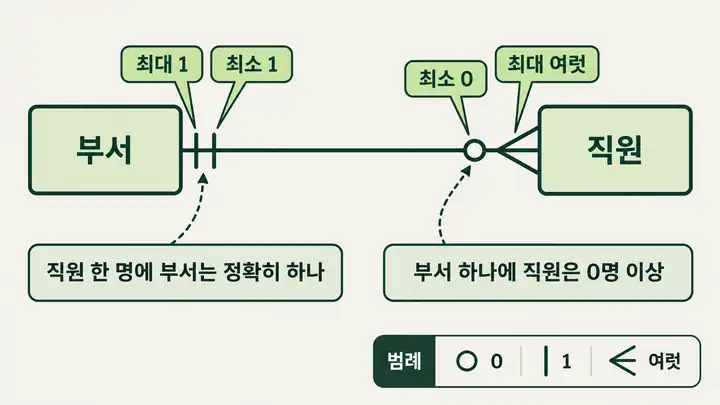 최대 1
최소 1
최소 0
최대 여럿
부서
직원
직원 한 명에 부서는 정확히 하나
부서 하나에 직원은 0명 이상
범례
0
1
여럿